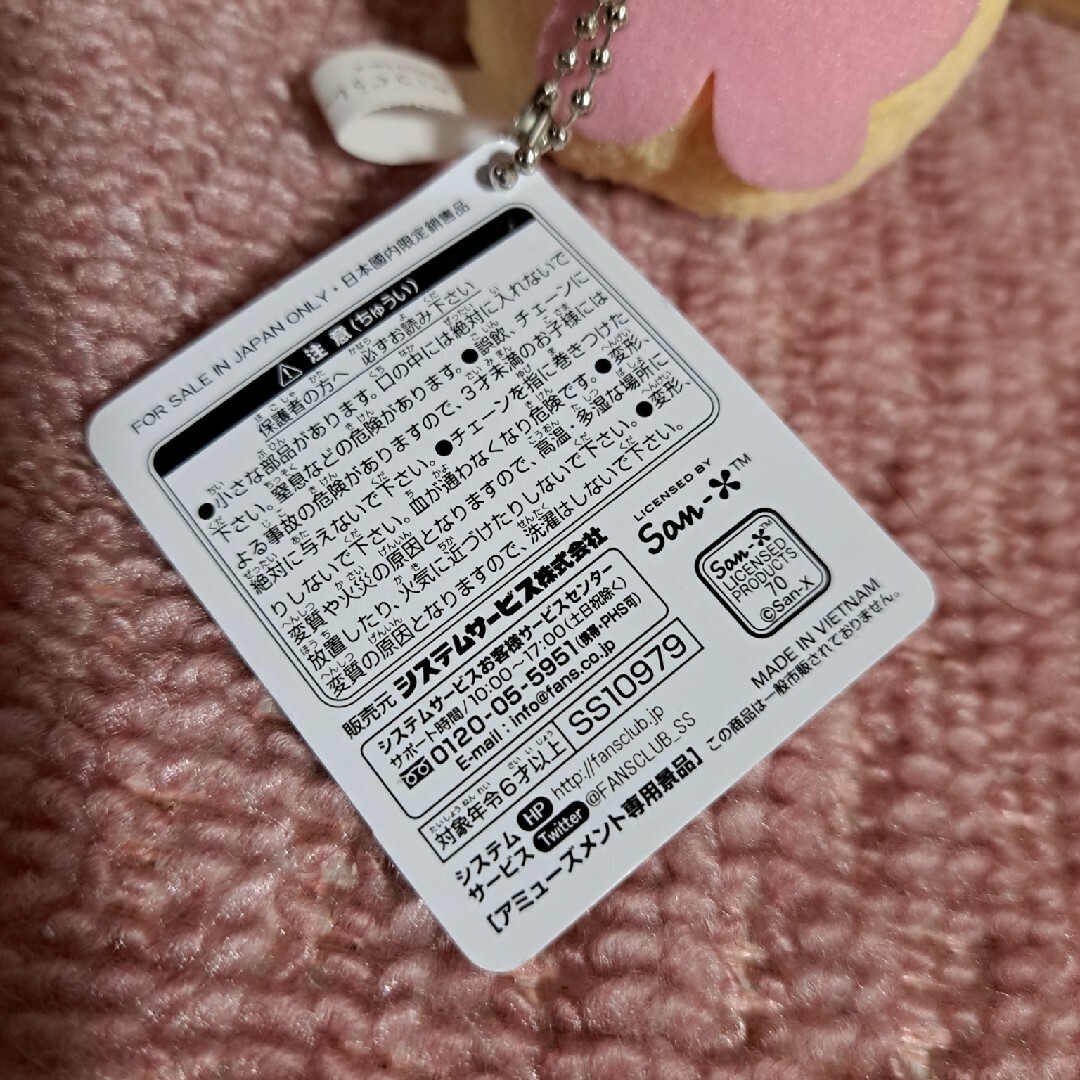 FOR SALE IN JAPAN ONLY・日本國内限定銷售品
注意(ちゅうい)
保護者の方へ 必ずお読み下さい
●小さな部品があります。口の中には絶対に入れないで
下さい。窒息などの危険があります。●誤飲、チェーンに
よる事故の危険がありますので、3才未満のお子様には
絶対に与えないで下さい。●チェーンを指に巻きつけた
りしないで下さい。血が通わなくなり危険です。●変形、
変質や火災の原因となりますので、高温・多湿な場所に
放置したり、火気に近づけたりしないで下さい。●変形、
変質の原因となりますので、洗濯はしないで下さい。
販売元 システムサービス株式会社
システムサービスお客様サービスセンター
サポート時間/10:00~17:00(土日祝除く)
0120-05-5951(携帯・PHS可)
E-mail:info@fans.co.jp
対象年令6才以上 SS10979
システムサービス
HP http://fansclub.jp
Twitter @FANSCLUB_SS
[アミューズメント専用景品] この商品は一般市販されておりません。
LICENSED BY
San-X™
San-X™
LICENSED
PRODUCTS
70
©San-X
MADE IN VIETNAM